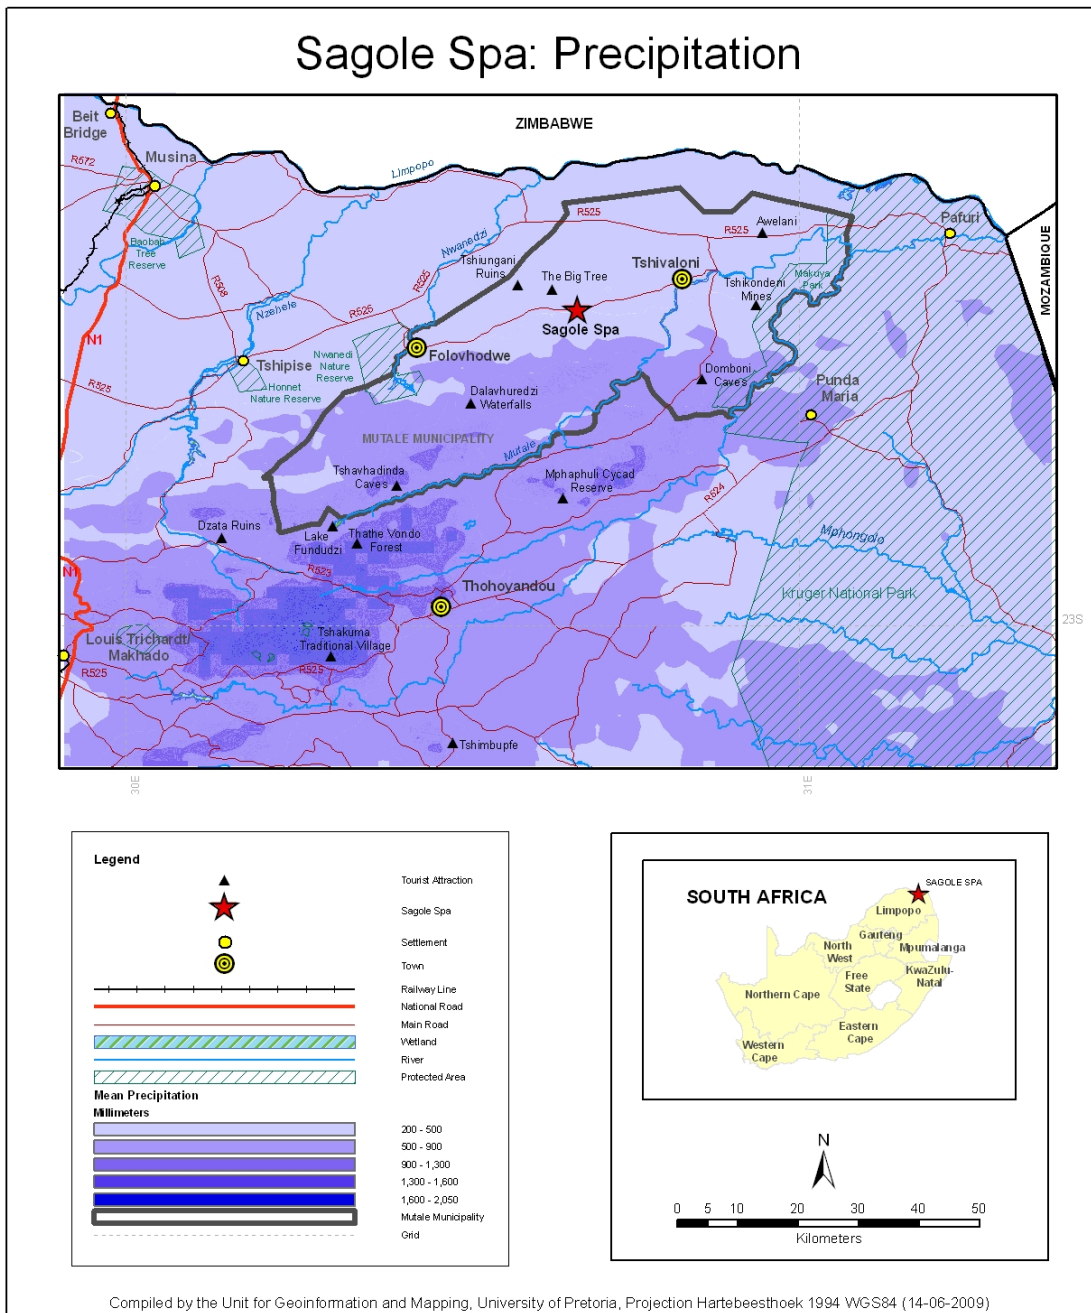 Sagole Spa: Precipitation
ZIMBABWE
Beit
Bridge
Musina
R572
Limpopo
Baobab
Tree
Reserve
R508
Nzehele
Nwanedzi
R525
R525
Tshiungani
Ruins
The Big Tree
R525
R525
Awelani
Pafuri
MOZAMBIQUE
Tshivaloni
Makuya
Park
Tshikondeni
Mines
Sagole Spa
N1
Tshipise
Honnet
Nature Reserve
Nwanedi
Nature
Reserve
Folovhodwe
R525
Dalavhuredzi
Waterfalls
Domboni
Caves
Punda
Maria
MUTALE MUNICIPALITY
Mutale
Tshavhadinda
Caves
Mphaphuli Cycad
Reserve
R524
Dzata Ruins
Lake
Fundudzi
Thathe Vondo
Forest
Mphongolo
N1
R523
Thohoyandou
Kruger National Park
23S
Louis Trichardt/
Makhado
Tshakuma
Traditional Village
R525
R525
Tshimbupfe
30E
31E
Legend
Tourist Attraction
Sagole Spa
Settlement
Town
Railway Line
National Road
Main Road
Wetland
River
Protected Area
Mean Precipitation
Millimeters
200 - 500
500 - 900
900 - 1,300
1,300 - 1,600
1,600 - 2,050
Mutale Municipality
Grid
SOUTH AFRICA
SAGOLE SPA
Limpopo
Gauteng
Mpumalanga
North
West
KwaZulu-
Natal
Free
State
Northern Cape
Eastern
Cape
Western
Cape
N
0 5 10 20 30 40 50
Kilometers
Compiled by the Unit for Geoinformation and Mapping, University of Pretoria, Projection Hartebeesthoek 1994 WGS84 (14-06-2009)